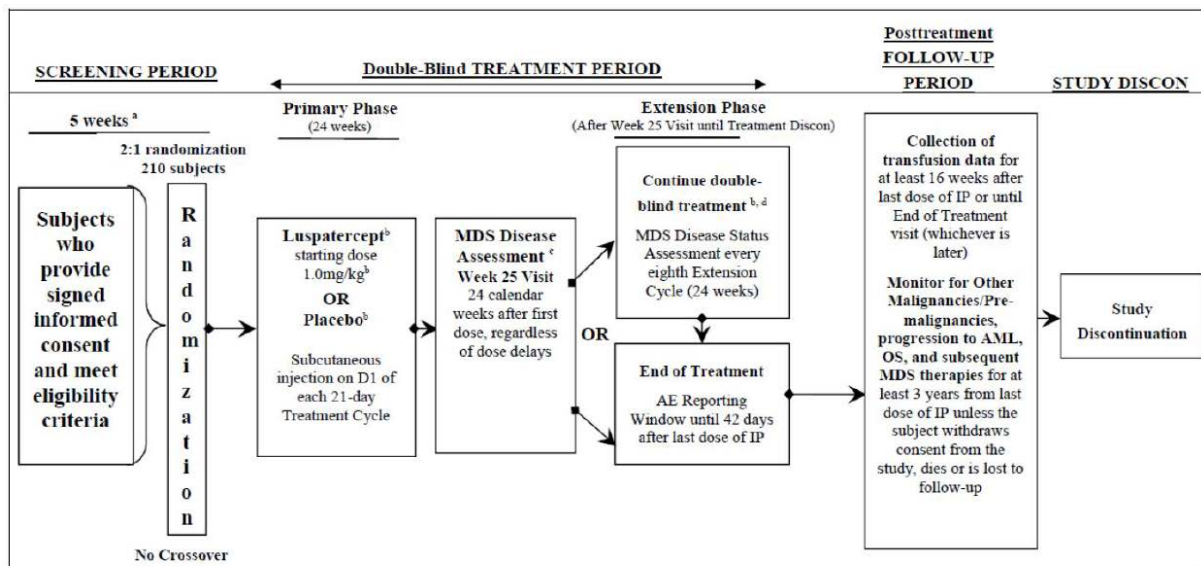 SCREENING PERIOD
Double-Blind TREATMENT PERIOD
Posttreatment
FOLLOW-UP
PERIOD
STUDY DISCON
5 weeks a
2:1 randomization
210 subjects
Subjects
who
provide
signed
informed
consent
and meet
eligibility
criteria
R
a
n
d
o
m
i
z
a
t
i
o
n
No Crossover
Primary Phase
(24 weeks)
Luspatercept b
starting dose
1.0mg/kg b
OR
Placebo b
Subcutaneous
injection on D1 of
each 21-day
Treatment Cycle
MDS Disease
Assessment c
Week 25 Visit
24 calendar
weeks after first
dose, regardless
of dose delays
OR
Extension Phase
(After Week 25 Visit until Treatment Discon)
Continue double-
blind treatment b, d
MDS Disease Status
Assessment every
eighth Extension
Cycle (24 weeks)
End of Treatment
AE Reporting
Window until 42 days
after last dose of IP
Collection of
transfusion data for
at least 16 weeks after
last dose of IP or until
End of Treatment
visit (whichever is
later)
Monitor for Other
Malignancies/Pre-
malignancies,
progression to AML,
OS, and subsequent
MDS therapies for at
least 3 years from last
dose of IP unless the
subject withdraws
consent from the
study, dies or is lost to
follow-up
Study
Discontinuation